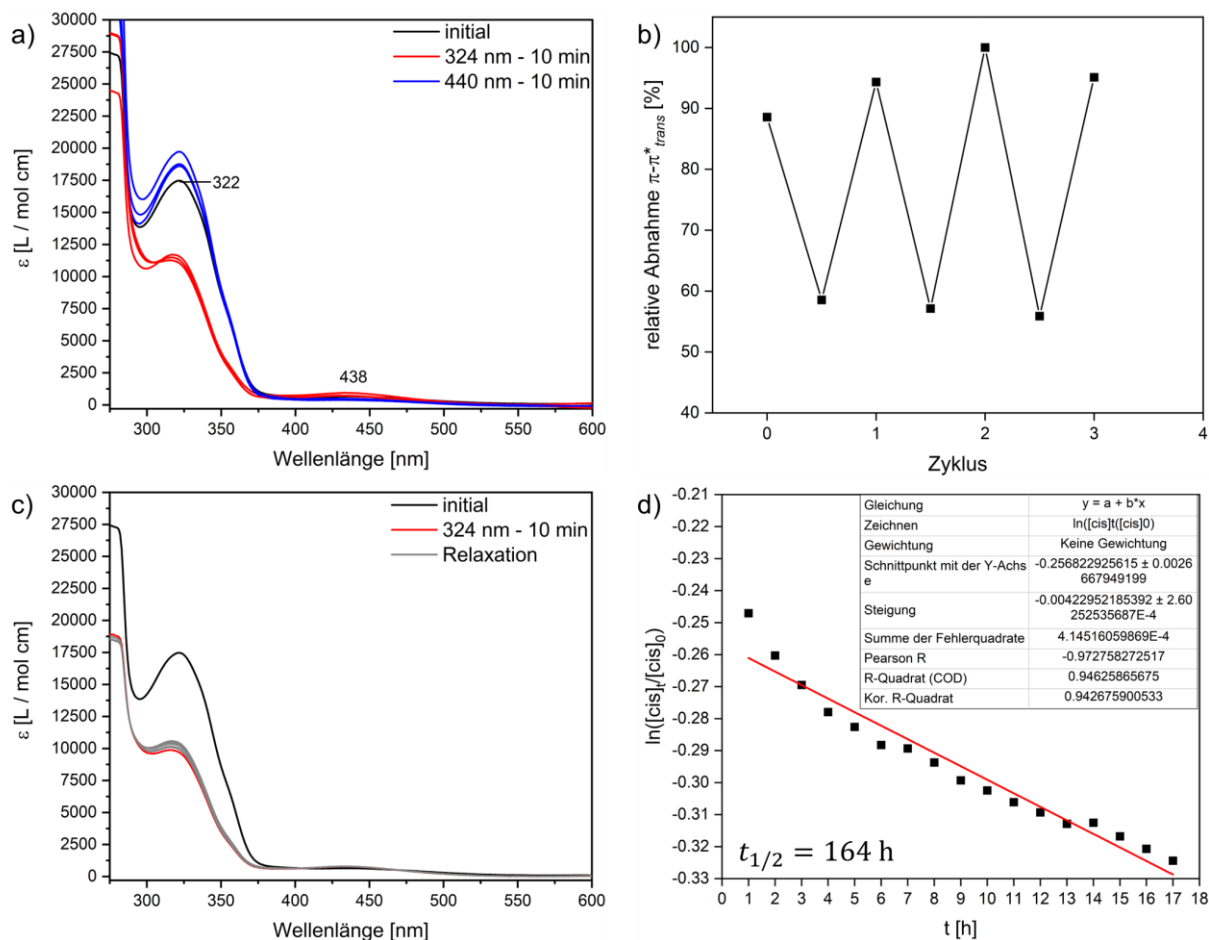 a)
ε [L / mol cm]
30000
27500
25000
22500
20000
17500
15000
12500
10000
7500
5000
2500
0
initial
324 nm - 10 min
440 nm - 10 min
322
438
300 350 400 450 500 550 600
Wellenlänge [nm]
b)
relative Abnahme π-π*trans [%]
100
90
80
70
60
50
40
0 1 2 3 4
Zyklus
c)
ε [L / mol cm]
30000
27500
25000
22500
20000
17500
15000
12500
10000
7500
5000
2500
0
initial
324 nm - 10 min
Relaxation
300 350 400 450 500 550 600
Wellenlänge [nm]
d)
ln([cis]t/[cis]0)
-0.21
-0.22
-0.23
-0.24
-0.25
-0.26
-0.27
-0.28
-0.29
-0.30
-0.31
-0.32
-0.33
Gleichung y = a + b*x
Zeichnen ln([cis]t([cis]0)
Gewichtung Keine Gewichtung
Schnittpunkt mit der Y-Achs
e
-0.256822925615 ± 0.0026
667949199
Steigung
-0.00422952185392 ± 2.60
252535687E-4
Summe der Fehlerquadrate 4.14516059869E-4
Pearson R -0.972758272517
R-Quadrat (COD) 0.94625865675
Kor. R-Quadrat 0.942675900533
t1/2 = 164 h
0 1 2 3 4 5 6 7 8 9 10 11 12 13 14 15 16 17 18
t [h]